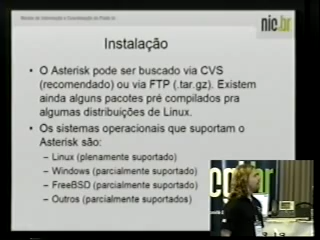 nic.br
Instalação
• O Asterisk pode ser buscado via CVS
(recomendado) ou via FTP (.tar.gz). Existem
ainda alguns pacotes pré compilados pra
algumas distribuições de Linux.
• Os sistemas operacionais que suportam o
Asterisk são:
– Linux (plenamente suportado)
– Windows (parcialmente suportado)
– FreeBSD (parcialmente suportado)
– Outros (parcialmente suportados)